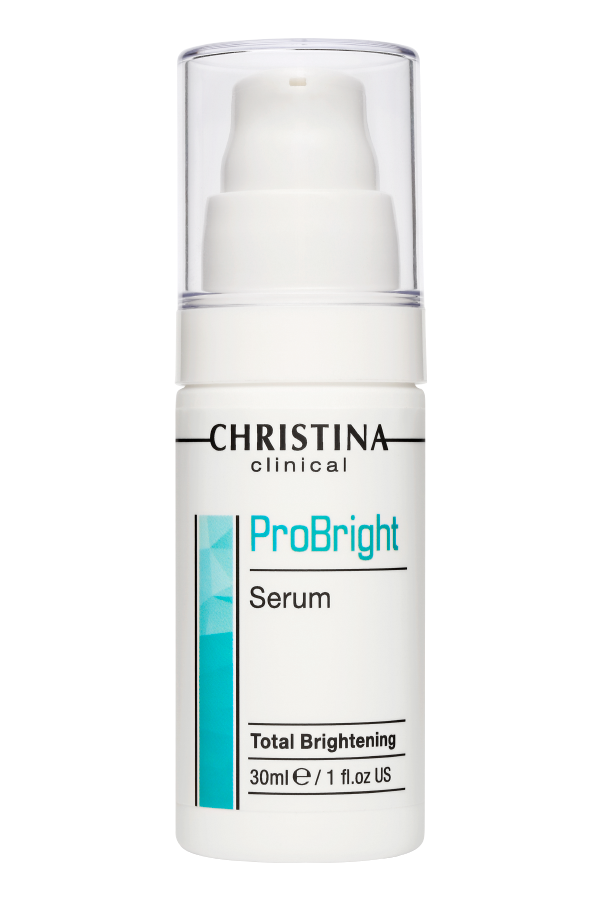 CHRISTINA
clinical
ProBright
Serum
Total Brightening
30ml ℮ / 1 fl.oz US